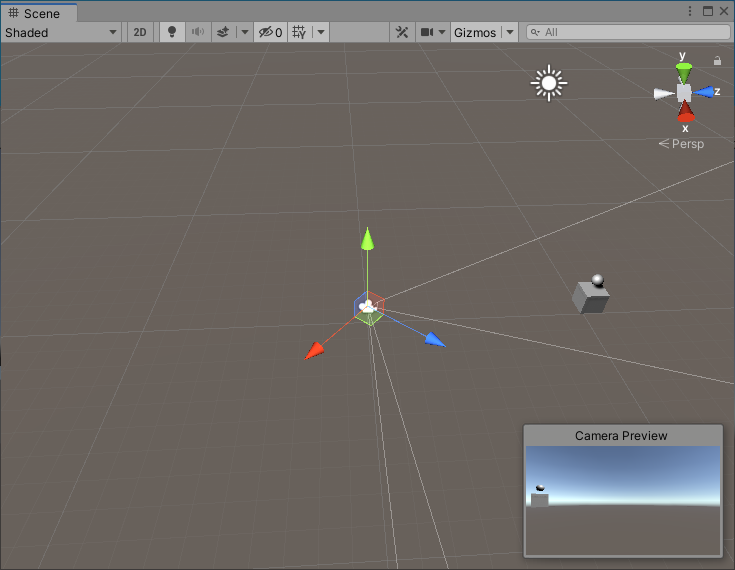 Scene
Shaded 2D 0 Gizmos All
y
z
x
Persp
Camera Preview